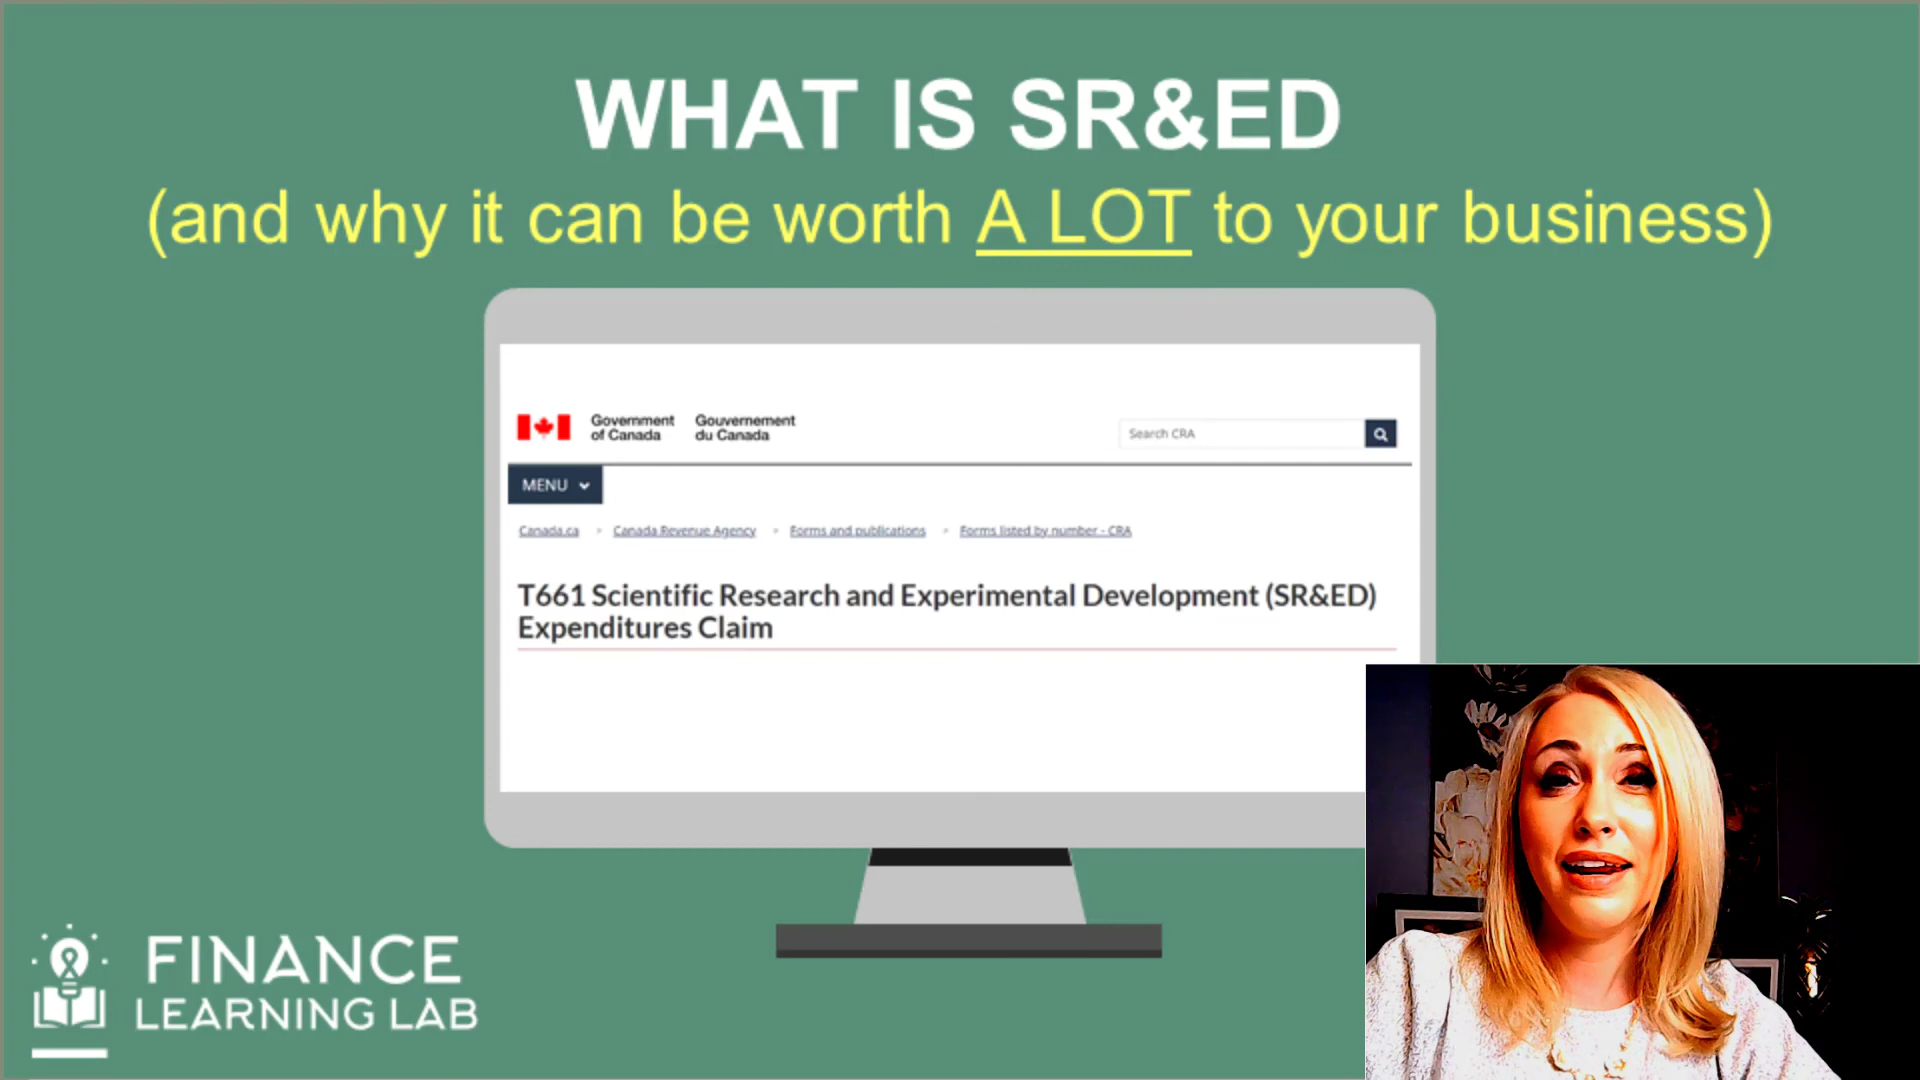 WHAT IS SR&ED
(and why it can be worth A LOT to your business)
Government of Canada
Gouvernement du Canada
Search CRA
MENU
Canada.ca > Canada Revenue Agency > Forms and publications > Forms listed by number - CRA
T661 Scientific Research and Experimental Development (SR&ED)
Expenditures Claim
FINANCE
LEARNING LAB